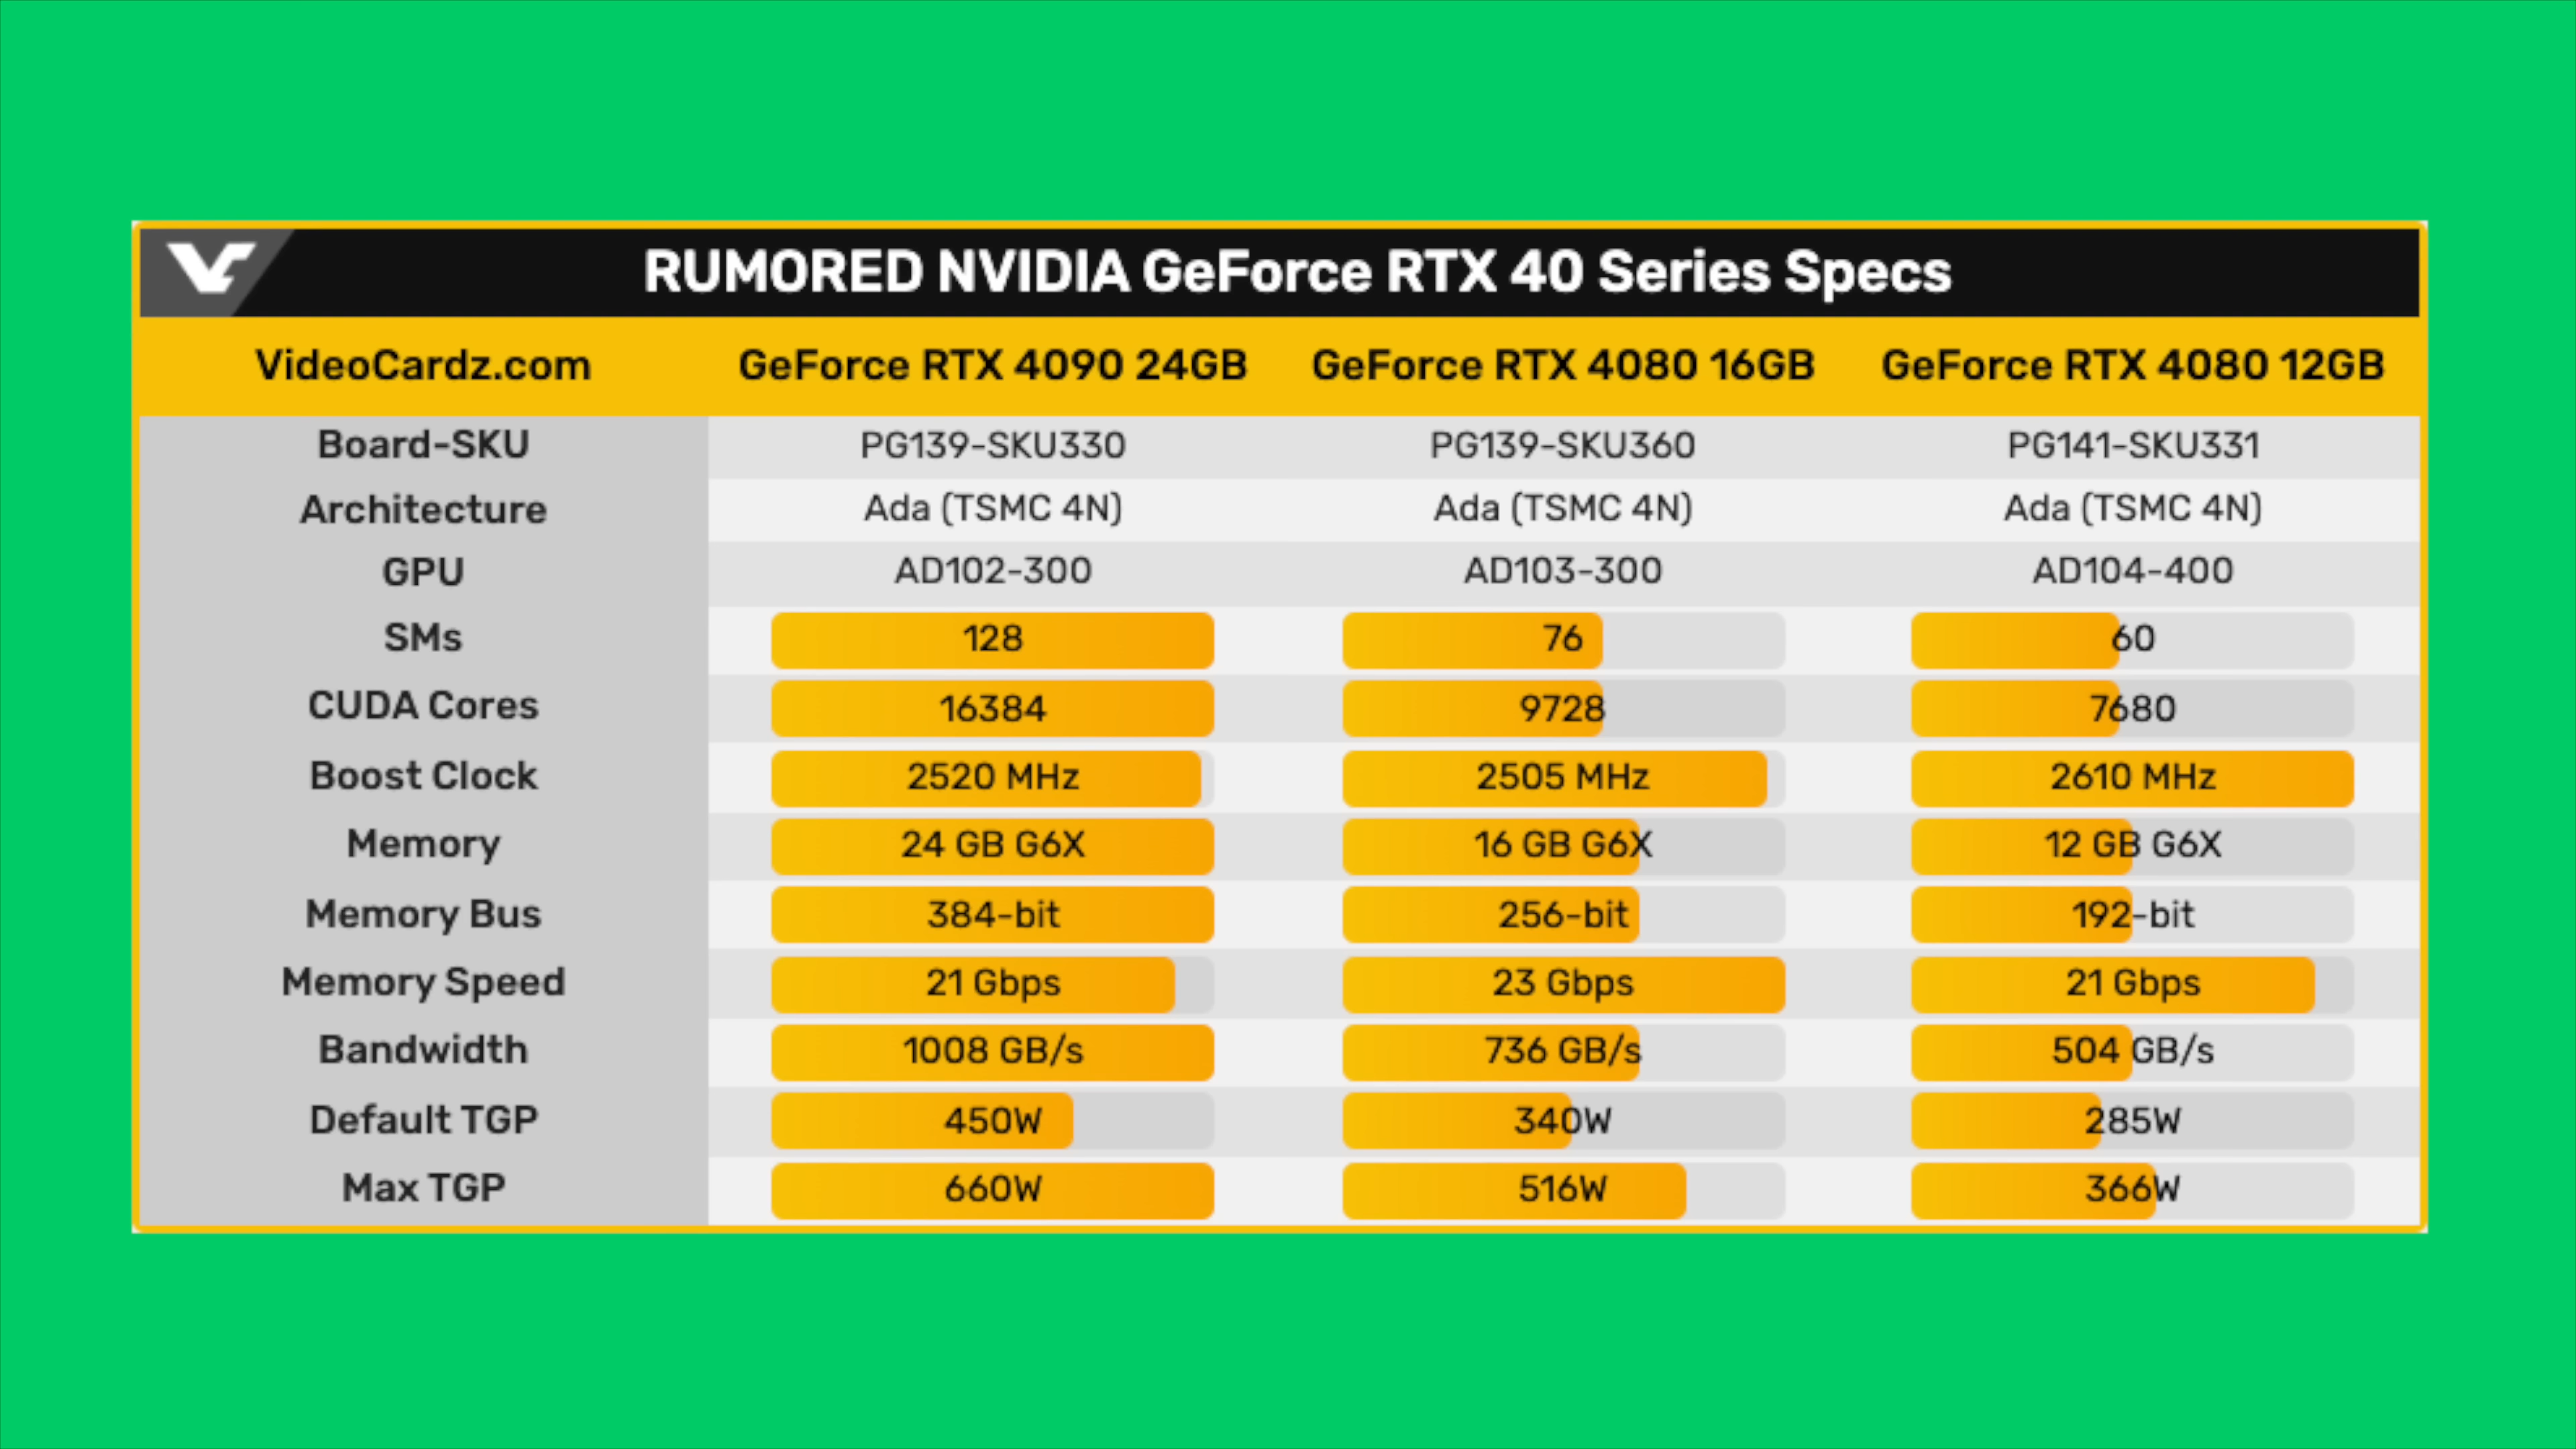 RUMORED NVIDIA GeForce RTX 40 Series Specs
VideoCardz.com GeForce RTX 4090 24GB GeForce RTX 4080 16GB GeForce RTX 4080 12GB
Board-SKU PG139-SKU330 PG139-SKU360 PG141-SKU331
Architecture Ada (TSMC 4N) Ada (TSMC 4N) Ada (TSMC 4N)
GPU AD102-300 AD103-300 AD104-400
SMs 128 76 60
CUDA Cores 16384 9728 7680
Boost Clock 2520 MHz 2505 MHz 2610 MHz
Memory 24 GB G6X 16 GB G6X 12 GB G6X
Memory Bus 384-bit 256-bit 192-bit
Memory Speed 21 Gbps 23 Gbps 21 Gbps
Bandwidth 1008 GB/s 736 GB/s 504 GB/s
Default TGP 450W 340W 285W
Max TGP 660W 516W 366W